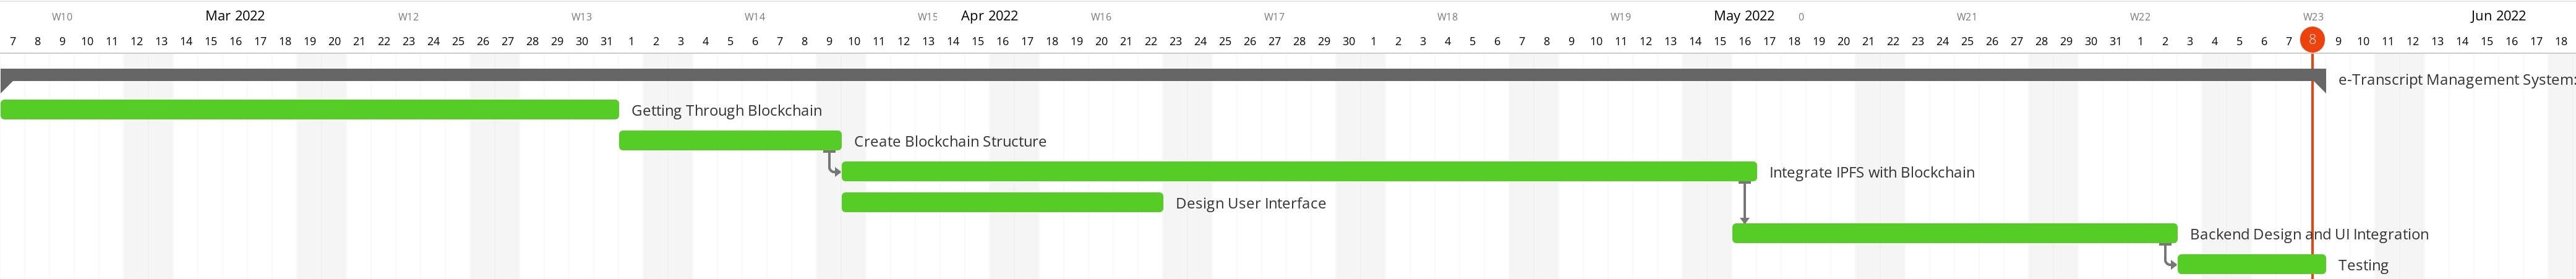 W10 Mar 2022 W12 W13 W14 W15 Apr 2022 W16 W17 W18 W19 May 2022 0 W21 W22 W23 Jun 2022
7 8 9 10 11 12 13 14 15 16 17 18 19 20 21 22 23 24 25 26 27 28 29 30 31 1 2 3 4 5 6 7 8 9 10 11 12 13 14 15 16 17 18 19 20 21 22 23 24 25 26 27 28 29 30 1 2 3 4 5 6 7 8 9 10 11 12 13 14 15 16 17 18 19 20 21 22 23 24 25 26 27 28 29 30 31 1 2 3 4 5 6 7 8 9 10 11 12 13 14 15 16 17 18
e-Transcript Management System:
Getting Through Blockchain
Create Blockchain Structure
Integrate IPFS with Blockchain
Design User Interface
Backend Design and UI Integration
Testing